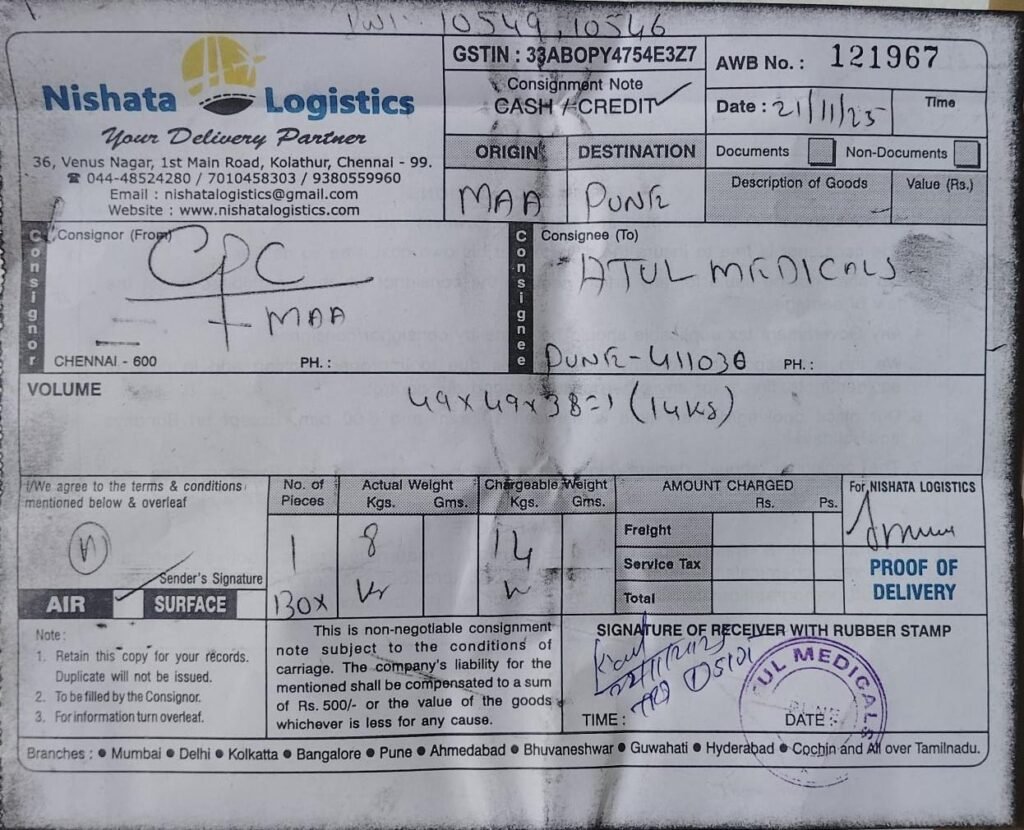 10549, 10546
Nishata Logistics
Your Delivery Partner
36, Venus Nagar, 1st Main Road, Kolathur, Chennai - 99.
☎ 044-48524280 / 7010458303 / 9380559960
Email : nishatalogistics@gmail.com
Website : www.nishatalogistics.com
GSTIN : 33ABOPY4754E3Z7
Consignment Note
CASH / CREDIT ✓
AWB No. : 121967
Date : 21/11/25
Time
ORIGIN
DESTINATION
MAA
PUNE
Documents
Non-Documents
Description of Goods
Value (Rs.)
Consignor
Consignor (From)
CPC
MAA
CHENNAI - 600
PH. :
Consignee
Consignee (To)
ATUL MEDICALS
PUNE-411030 PH. :
VOLUME
49x49x38=1 (14KS)
I/We agree to the terms & conditions
mentioned below & overleaf
Sender's Signature
AIR ✓ SURFACE
No. of Pieces
Actual Weight
Kgs. Gms.
Chargeable Weight
Kgs. Gms.
1
BOX
8
14
AMOUNT CHARGED
Rs. Ps.
Freight
Service Tax
Total
For NISHATA LOGISTICS
PROOF OF
DELIVERY
Note :
1. Retain this copy for your records.
Duplicate will not be issued.
2. To be filled by the Consignor.
3. For information turn overleaf.
This is non-negotiable consignment
note subject to the conditions of
carriage. The company's liability for the
mentioned shall be compensated to a sum
of Rs. 500/- or the value of the goods
whichever is less for any cause.
SIGNATURE OF RECEIVER WITH RUBBER STAMP
22/11/2025
TIME :
DATE :
ATUL MEDICALS
Branches : ● Mumbai ● Delhi ● Kolkatta ● Bangalore ● Pune ● Ahmedabad ● Bhuvaneshwar ● Guwahati ● Hyderabad ● Cochin and All over Tamilnadu.